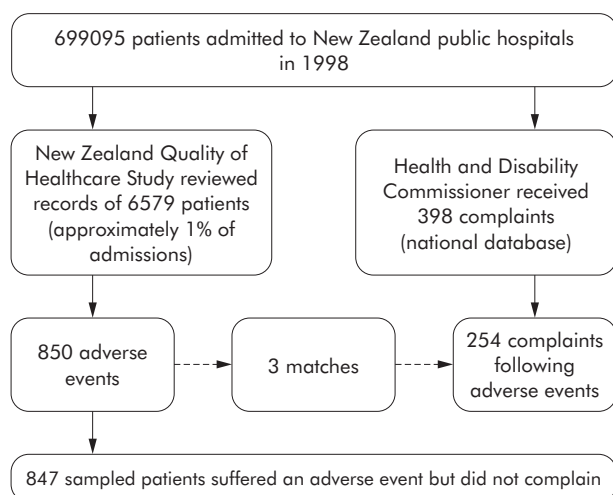 699095 patients admitted to New Zealand public hospitals
in 1998
New Zealand Quality of
Healthcare Study reviewed
records of 6579 patients
(approximately 1% of
admissions)
Health and Disability
Commissioner received
398 complaints
(national database)
850 adverse
events
3 matches
254 complaints
following
adverse events
847 sampled patients suffered an adverse event but did not complain